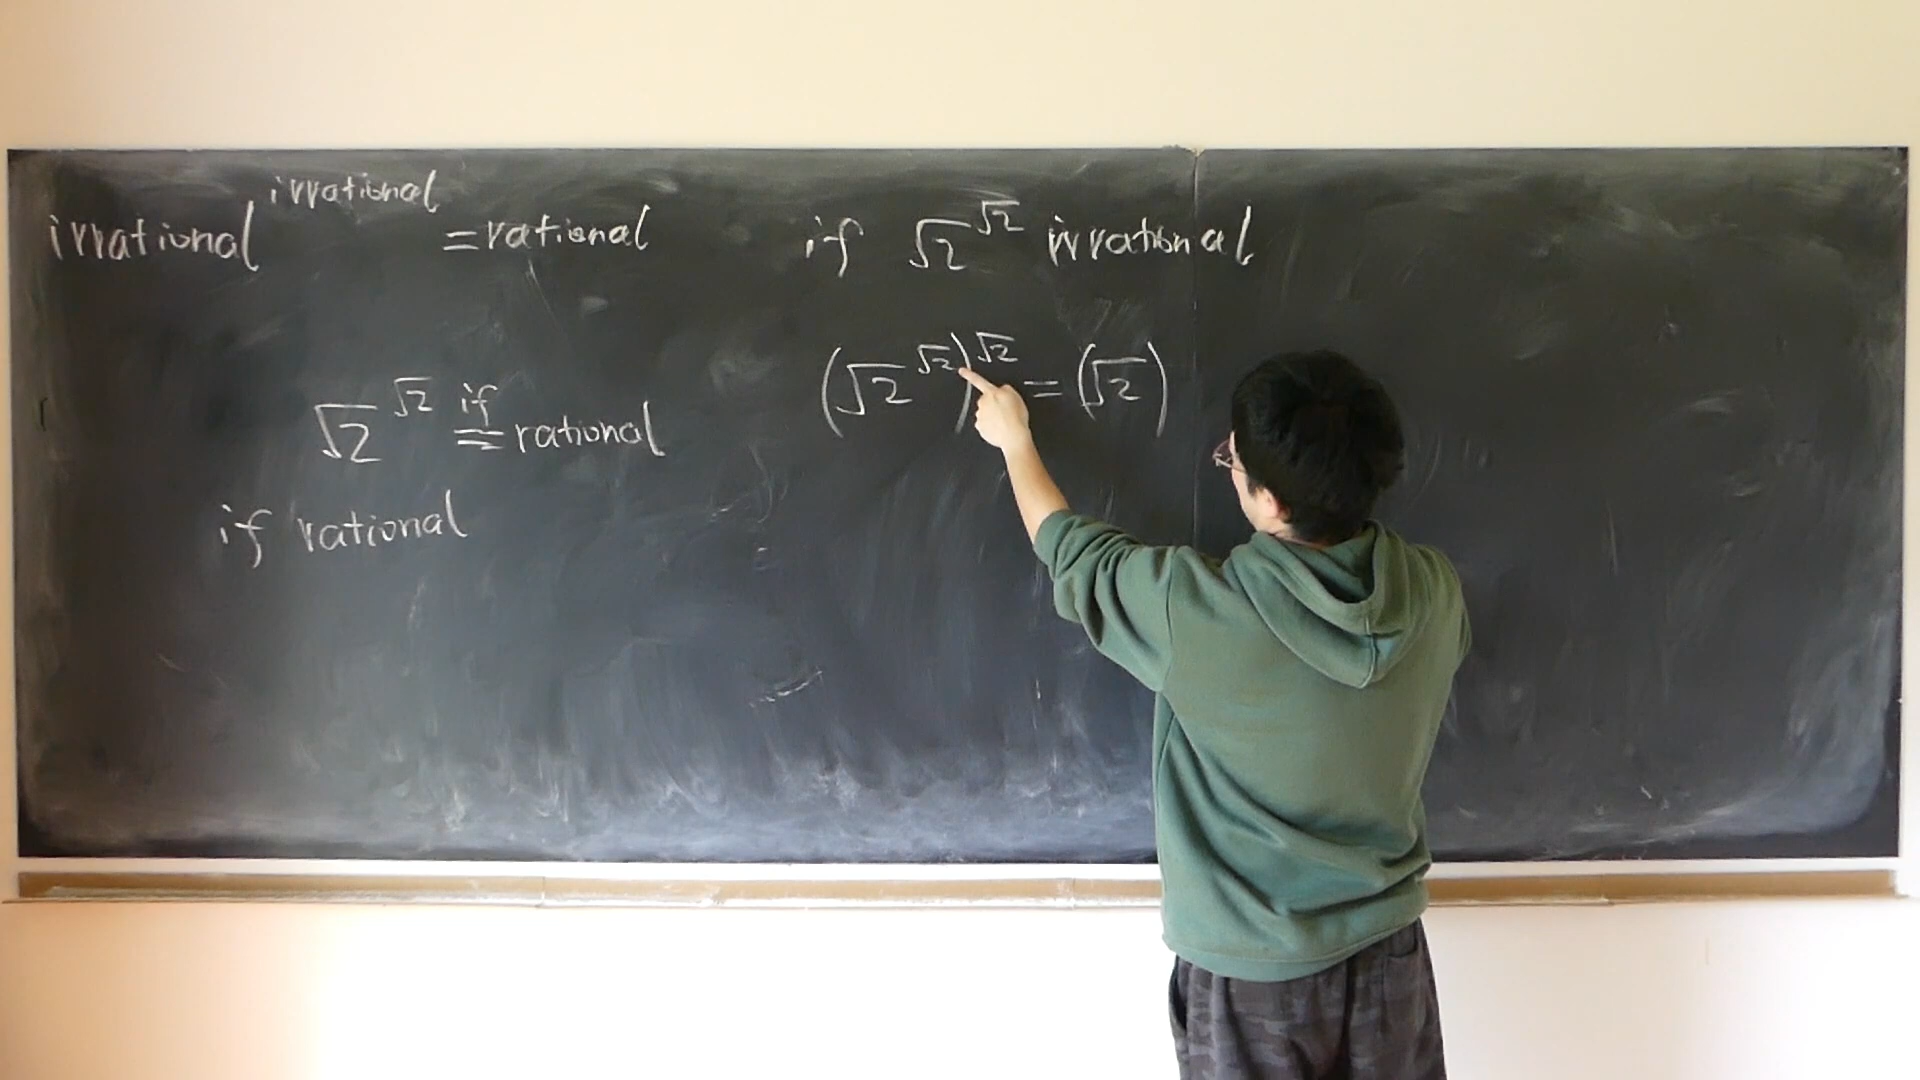 irrational^irrational = rational
√2^√2 if = rational
if rational
if √2^√2 irrational
(√2^√2)^√2 = (√2)